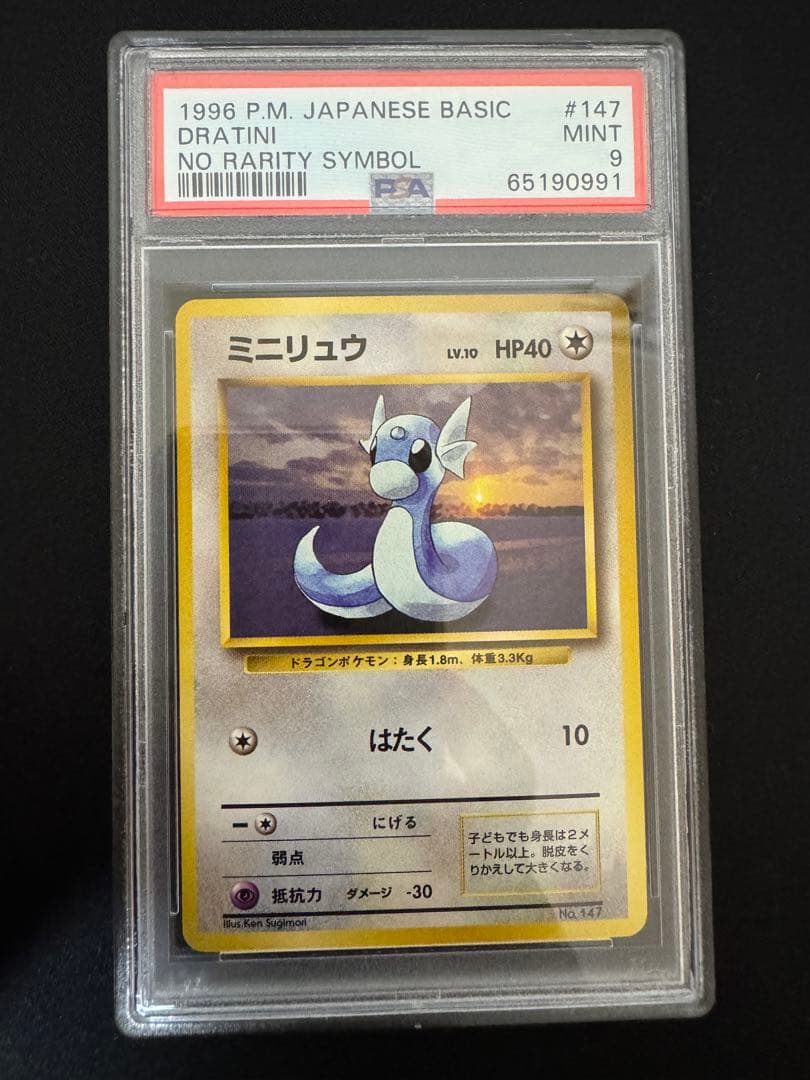 1996 P.M. JAPANESE BASIC #147
DRATINI MINT
NO RARITY SYMBOL 9
PSA 65190991
ミニリュウ LV.10 HP40
ドラゴンポケモン:身長1.8m、体重3.3Kg
はたく 10
にげる
弱点
抵抗力 ダメージ -30
子どもでも身長は2メ
ートル以上。脱皮をく
りかえして大きくなる。
Illus.Ken Sugimori No.147